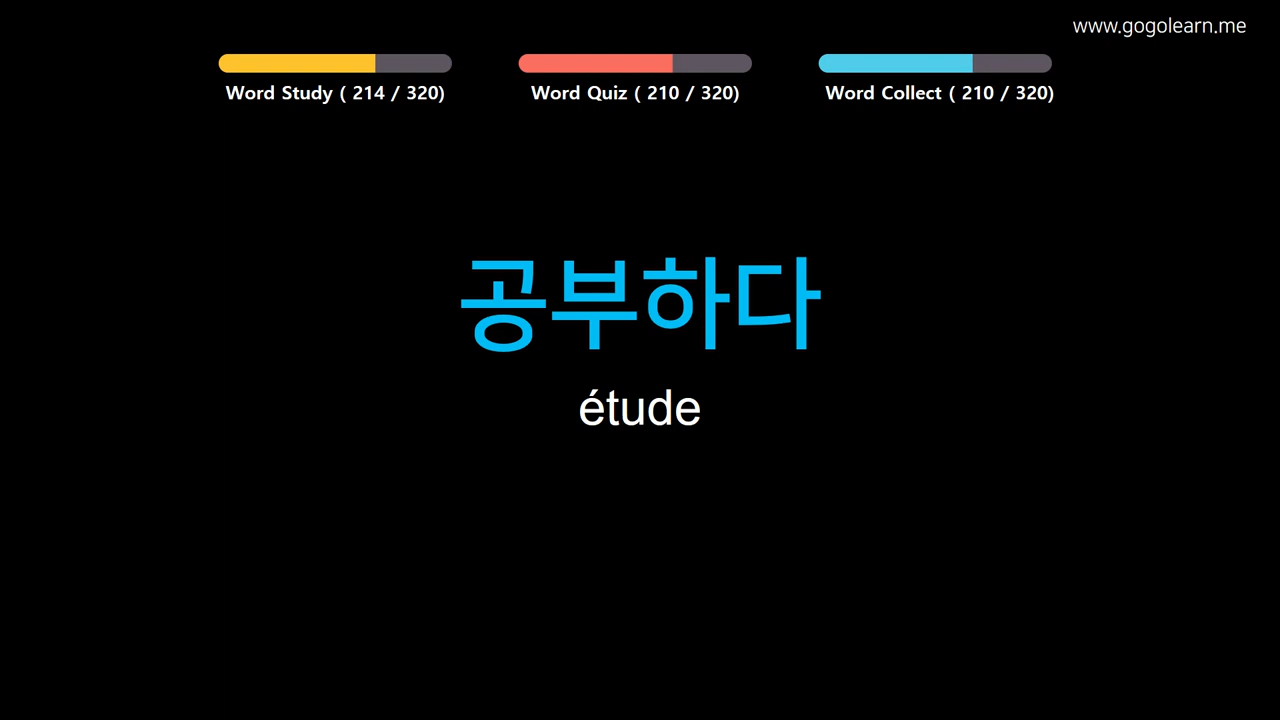 www.gogolearn.me
Word Study ( 214 / 320)
Word Quiz ( 210 / 320)
Word Collect ( 210 / 320)
공부하다
étude